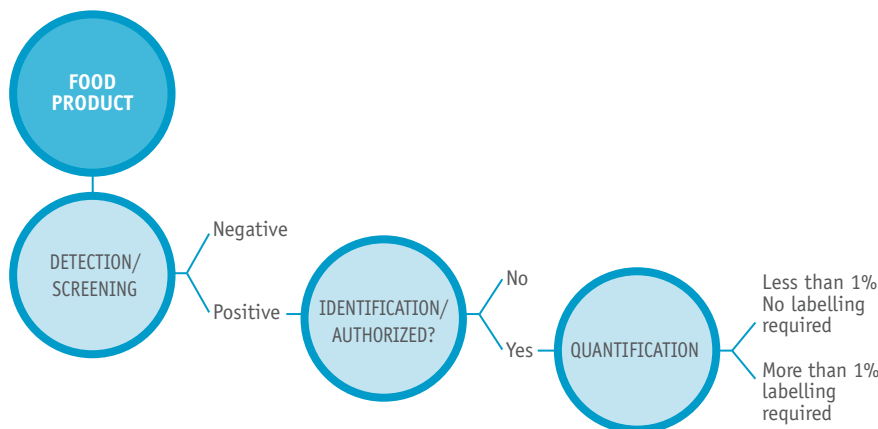 FOOD
PRODUCT
DETECTION/
SCREENING
Negative
Positive
IDENTIFICATION/
AUTHORIZED?
No
Yes
QUANTIFICATION
Less than 1%
No labelling
required
More than 1%
labelling
required